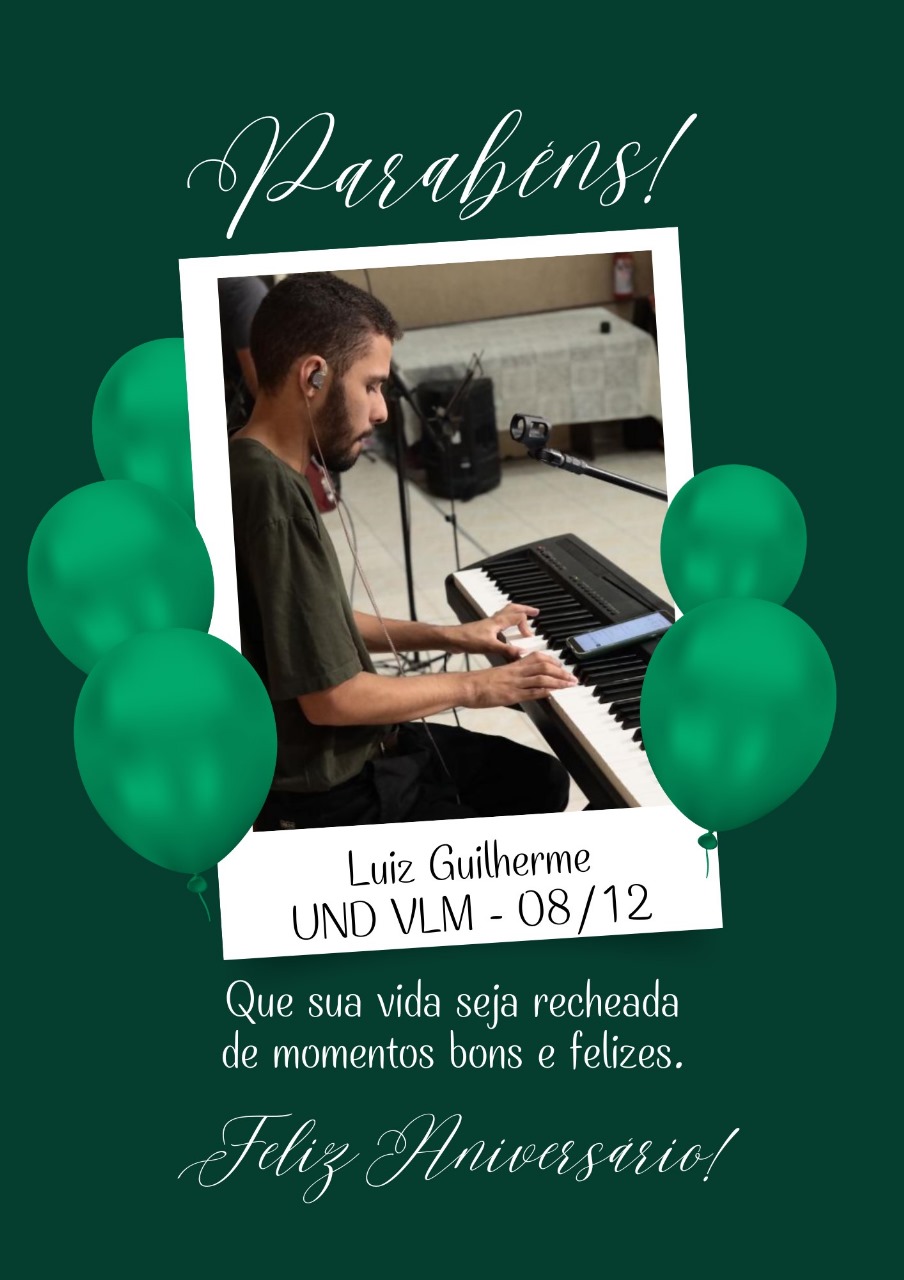 Parabéns!
Luiz Guilherme
UND VLM - 08/12
Que sua vida seja recheada
de momentos bons e felizes.
Feliz Aniversário!